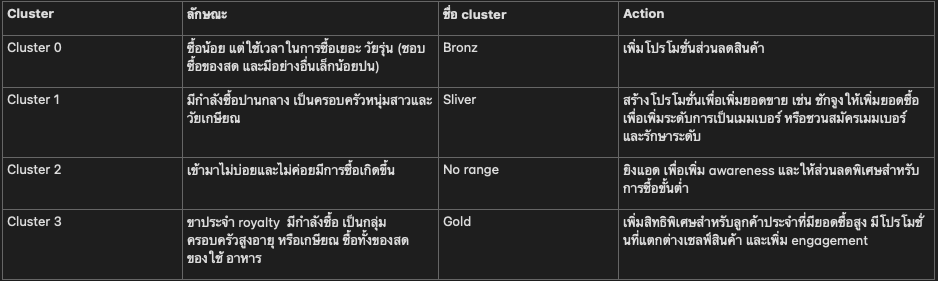 Cluster ลักษณะ ชื่อ cluster Action
Cluster 0 ซื้อน้อย แต่ใช้เวลาในการซื้อเยอะ วัยรุ่น (ชอบ Bronz เพิ่มโปรโมชั่นส่วนลดสินค้า
ซื้อของสด และมีอย่างอื่นเล็กน้อยปน)
Cluster 1 มีกำลังซื้อปานกลาง เป็นครอบครัวหนุ่มสาวและ Sliver สร้างโปรโมชั่นเพื่อเพิ่มยอดขาย เช่น ชักจูงให้เพิ่มยอดซื้อ
วัยเกษียณ เพื่อเพิ่มระดับการเป็นเมมเบอร์ หรือชวนสมัครเมมเบอร์
และรักษาระดับ
Cluster 2 เข้ามาไม่บ่อยและไม่ค่อยมีการซื้อเกิดขึ้น No range ยิงแอด เพื่อเพิ่ม awareness และให้ส่วนลดพิเศษสำหรับ
การซื้อขั้นต่ำ
Cluster 3 ขาประจำ royalty มีกำลังซื้อ เป็นกลุ่ม Gold เพิ่มสิทธิพิเศษสำหรับลูกค้าประจำที่มียอดซื้อสูง มีโปรโมชั่
ครอบครัวสูงอายุ หรือเกษียณ ซื้อทั้งของสด นที่แตกต่างเชลฟ์สินค้า และเพิ่ม engagement
ของใช้ อาหาร